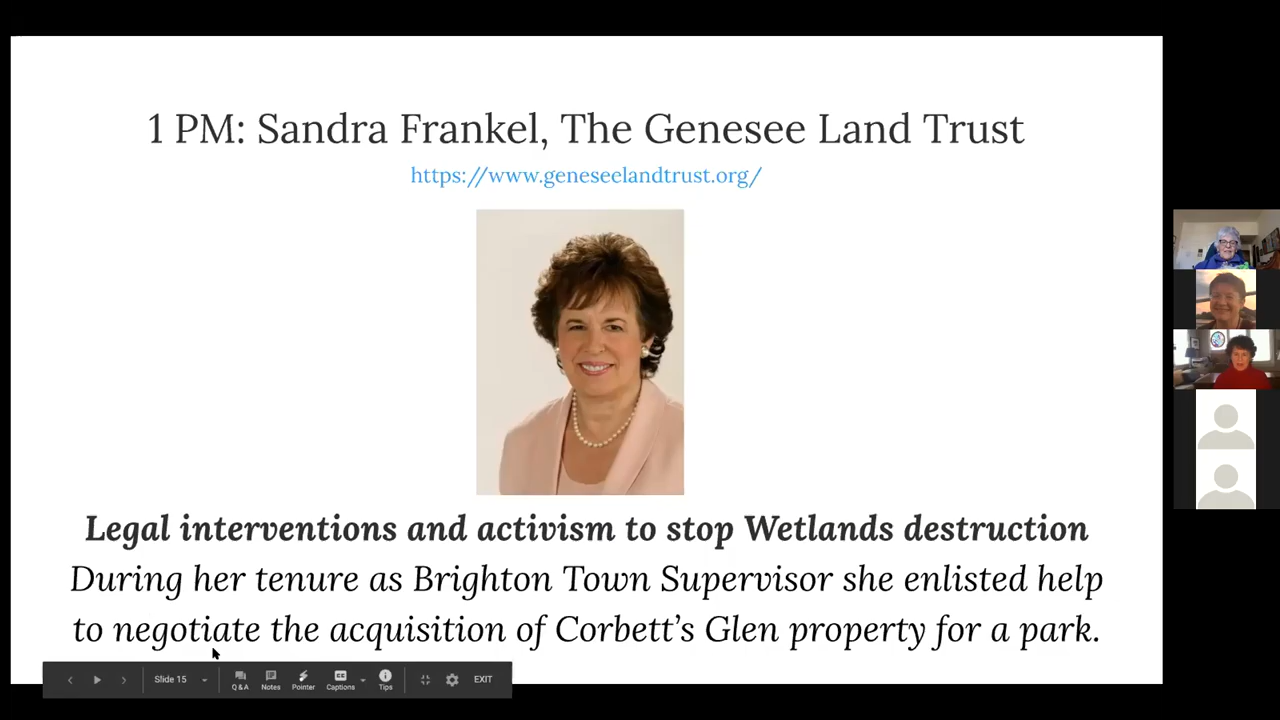 1 PM: Sandra Frankel, The Genesee Land Trust
https://www.geneseelandtrust.org/
Legal interventions and activism to stop Wetlands destruction
During her tenure as Brighton Town Supervisor she enlisted help
to negotiate the acquisition of Corbett’s Glen property for a park.
Slide 15 Q & A Notes Pointer Captions Tips EXIT